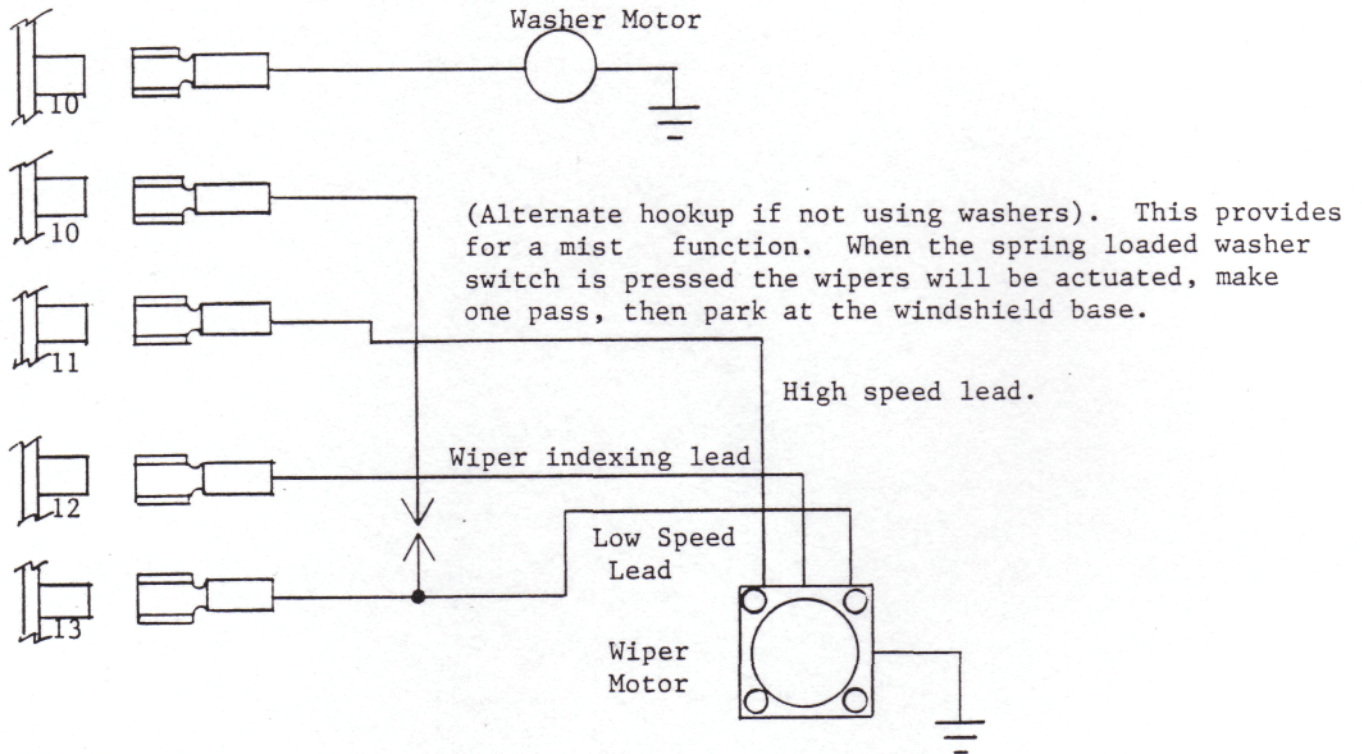 Washer Motor
10
10
(Alternate hookup if not using washers). This provides
for a mist function. When the spring loaded washer
switch is pressed the wipers will be actuated, make
one pass, then park at the windshield base.
11
High speed lead.
Wiper indexing lead
12
Low Speed
Lead
13
Wiper
Motor